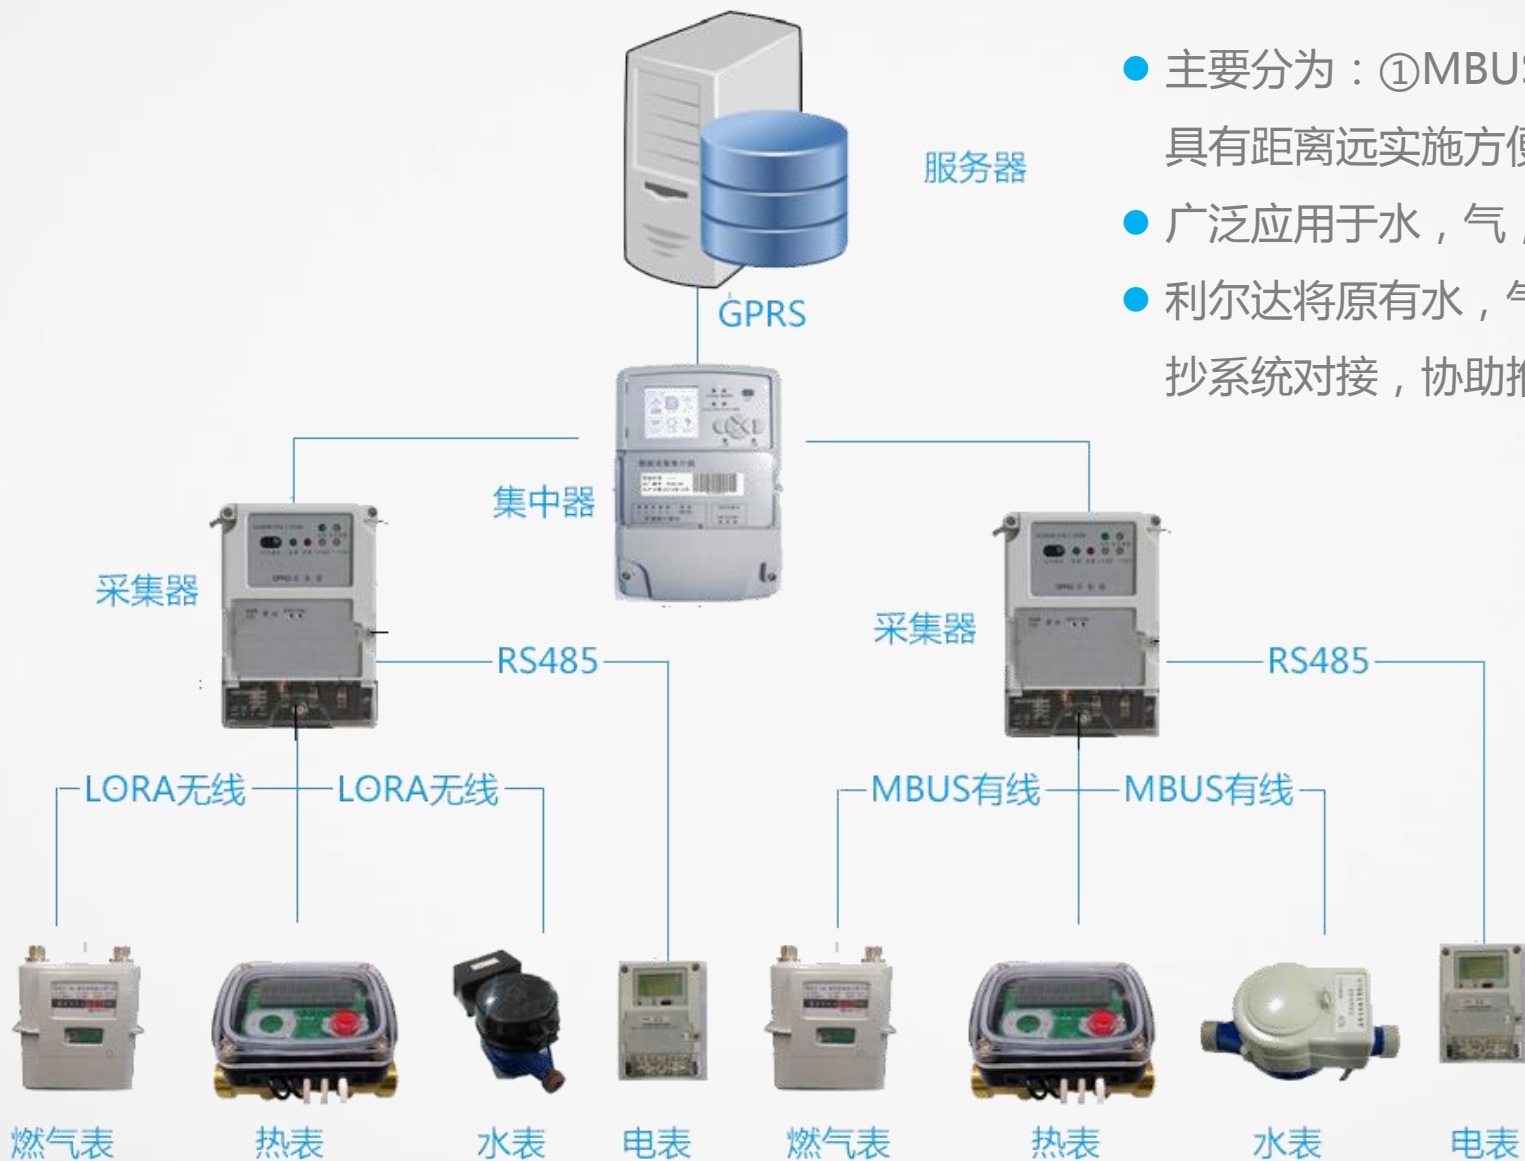 主要分为：①MBUS
具有距离远实施方便
广泛应用于水，气，
利尔达将原有水，气
抄系统对接，协助推
服务器
GPRS
集中器
采集器
采集器
RS485
RS485
LORA无线
LORA无线
MBUS有线
MBUS有线
燃气表
热表
水表
电表
燃气表
热表
水表
电表